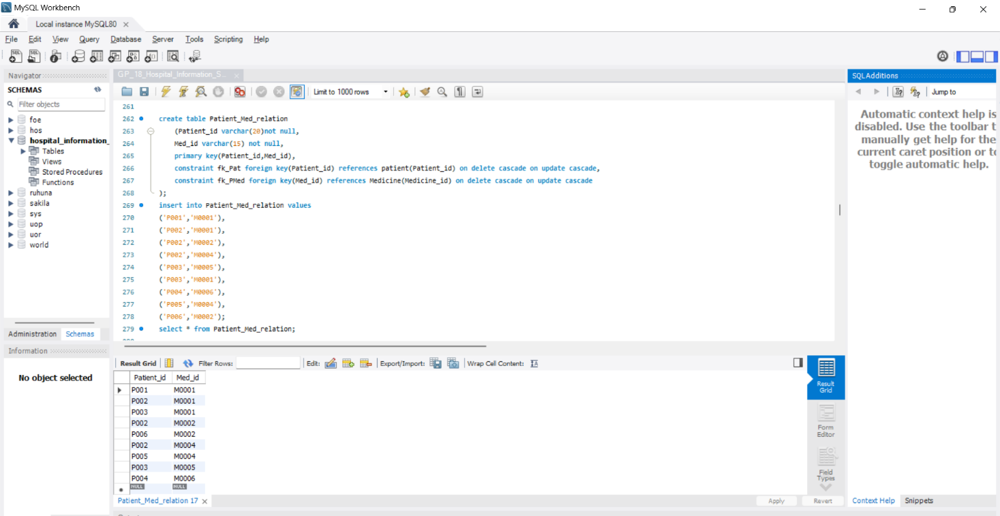 MySQL Workbench
Local instance MySQL80
File Edit View Query Database Server Tools Scripting Help
Navigator
SCHEMAS
Filter objects
foe
hos
hospital_information_
Tables
Views
Stored Procedures
Functions
ruhuna
sakila
sys
uop
uor
world
Administration Schemas
Information
No object selected
GP_18_Hospital_Information_S...
Limit to 1000 rows
261
262 create table Patient_Med_relation
263 (Patient_id varchar(20)not null,
264 Med_id varchar(15) not null,
265 primary key(Patient_id,Med_id),
266 constraint fk_Pat foreign key(Patient_id) references patient(Patient_id) on delete cascade on update cascade,
267 constraint fk_PMed foreign key(Med_id) references Medicine(Medicine_id) on delete cascade on update cascade
268 );
269 insert into Patient_Med_relation values
270 ('P001','M0001'),
271 ('P002','M0001'),
272 ('P002','M0002'),
273 ('P002','M0004'),
274 ('P003','M0005'),
275 ('P003','M0001'),
276 ('P004','M0006'),
277 ('P005','M0004'),
278 ('P006','M0002');
279 select * from Patient_Med_relation;
Result Grid Filter Rows: Edit: Export/Import: Wrap Cell Content:
Patient_id Med_id
P001 M0001
P002 M0001
P003 M0001
P002 M0002
P006 M0002
P002 M0004
P005 M0004
P003 M0005
P004 M0006
NULL NULL
Result
Grid
Form
Editor
Field
Types
Patient_Med_relation 17
Apply Revert
SQLAdditions
Jump to
Automatic context help is
disabled. Use the toolbar t
manually get help for the
current caret position or to
toggle automatic help.
Context Help Snippets